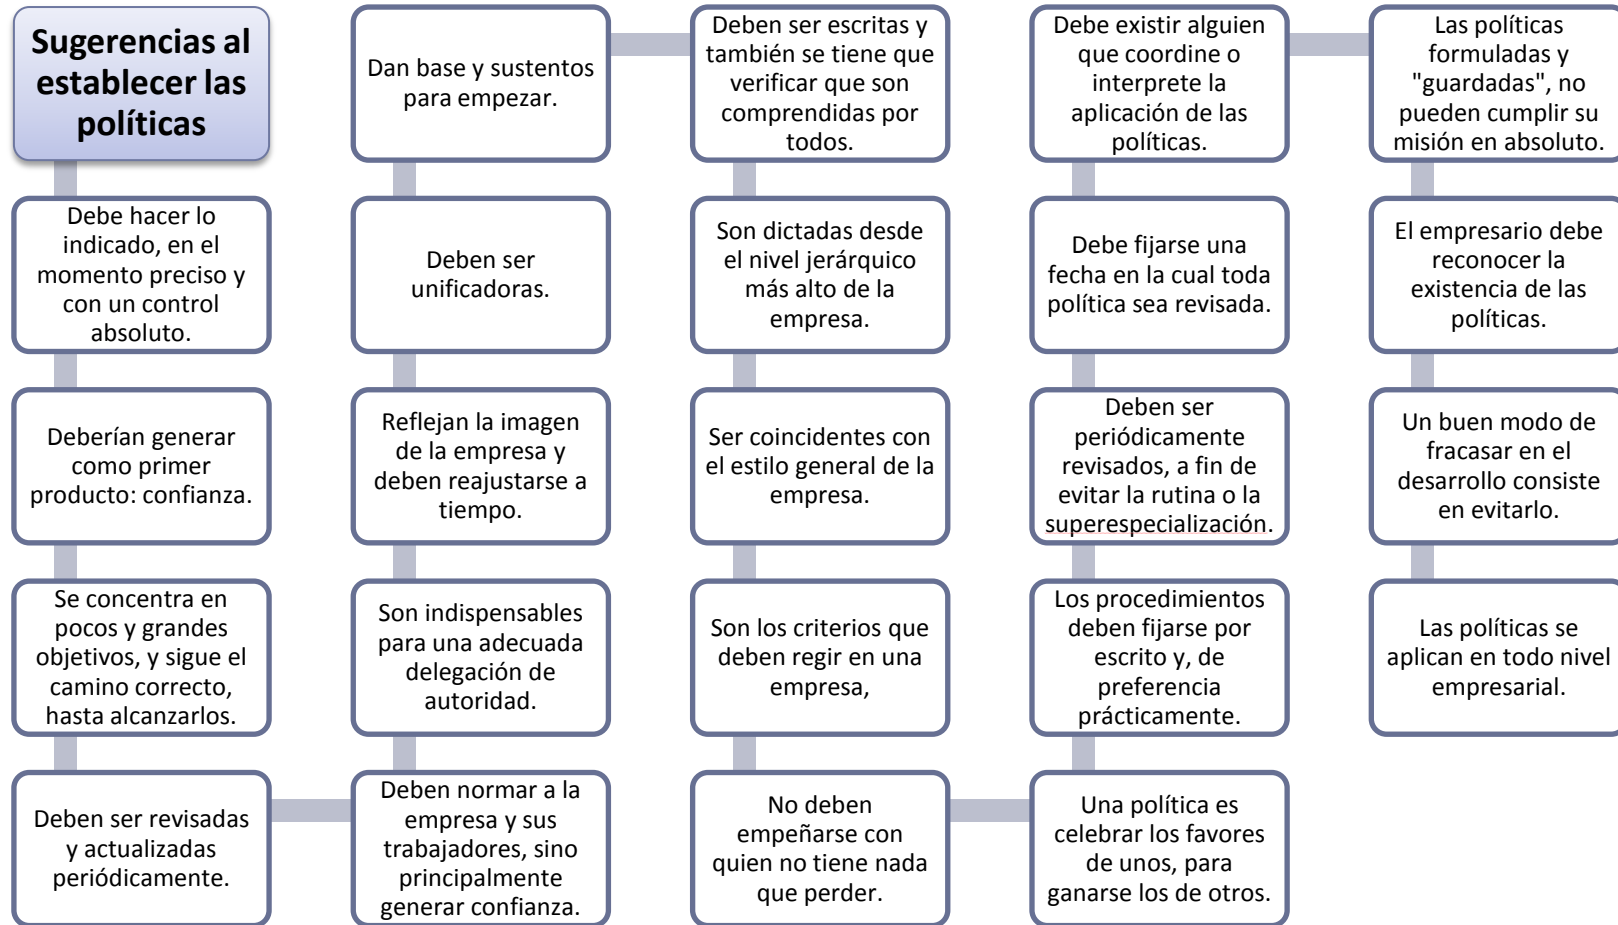 Sugerencias al
establecer las
políticas
Debe hacer lo
indicado, en el
momento preciso y
con un control
absoluto.
Deberían generar
como primer
producto: confianza.
Se concentra en
pocos y grandes
objetivos, y sigue el
camino correcto,
hasta alcanzarlos.
Deben ser revisadas
y actualizadas
periódicamente.
Deben normar a la
empresa y sus
trabajadores, sino
principalmente
generar confianza.
Son indispensables
para una adecuada
delegación de
autoridad.
Reflejan la imagen
de la empresa y
deben reajustarse a
tiempo.
Deben ser
unificadoras.
Dan base y sustentos
para empezar.
Deben ser escritas y
también se tiene que
verificar que son
comprendidas por
todos.
Son dictadas desde
el nivel jerárquico
más alto de la
empresa.
Ser coincidentes con
el estilo general de la
empresa.
Son los criterios que
deben regir en una
empresa,
No deben
empeñarse con
quien no tiene nada
que perder.
Una política es
celebrar los favores
de unos, para
ganarse los de otros.
Los procedimientos
deben fijarse por
escrito y, de
preferencia
prácticamente.
Deben ser
periódicamente
revisados, a fin de
evitar la rutina o la
superespecialización.
Debe fijarse una
fecha en la cual toda
política sea revisada.
Debe existir alguien
que coordine o
interprete la
aplicación de las
políticas.
Las políticas
formuladas y
"guardadas", no
pueden cumplir su
misión en absoluto.
El empresario debe
reconocer la
existencia de las
políticas.
Un buen modo de
fracasar en el
desarrollo consiste
en evitarlo.
Las políticas se
aplican en todo nivel
empresarial.